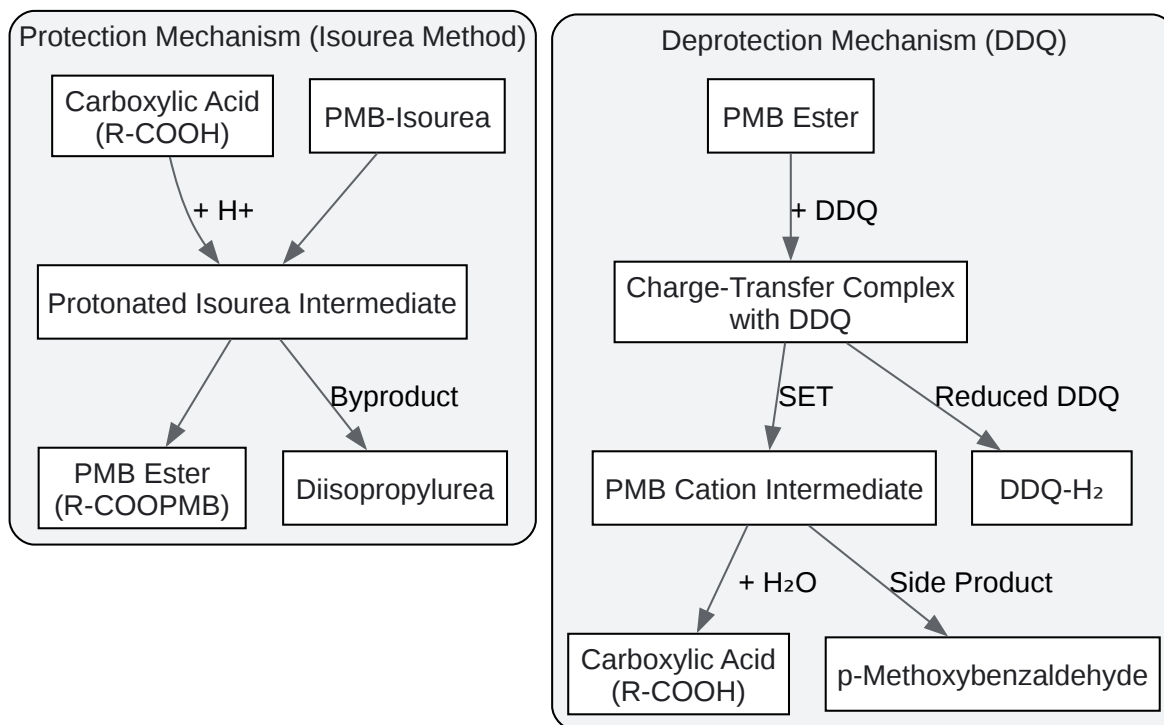 Protection Mechanism (Isourea Method)
Carboxylic Acid
(R-COOH)
PMB-Isourea
+ H+
Protonated Isourea Intermediate
Byproduct
PMB Ester
(R-COOPMB)
Diisopropylurea
Deprotection Mechanism (DDQ)
PMB Ester
+ DDQ
Charge-Transfer Complex
with DDQ
SET
Reduced DDQ
PMB Cation Intermediate
DDQ-H₂
+ H₂O
Side Product
Carboxylic Acid
(R-COOH)
p-Methoxybenzaldehyde